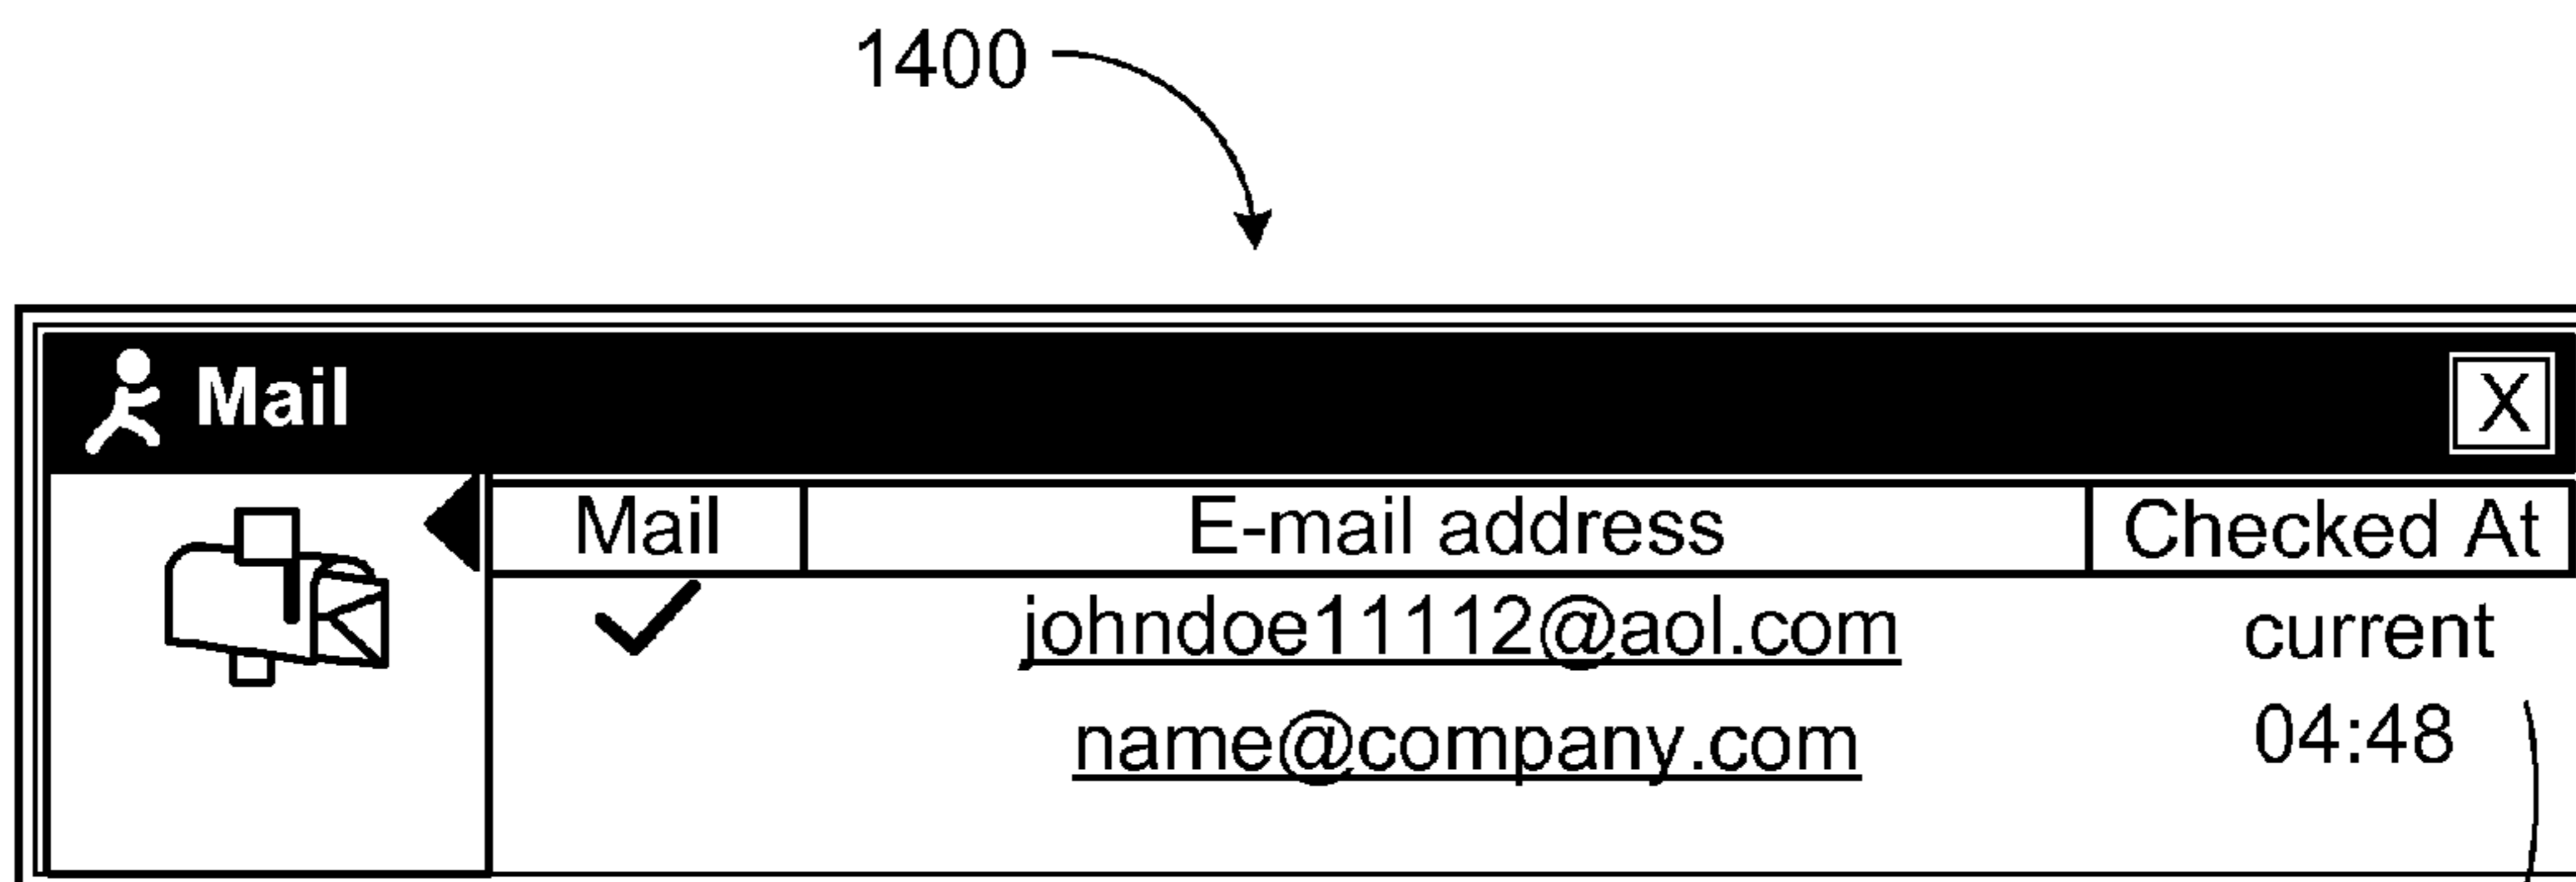 1400
Mail X
Mail E-mail address Checked At
johndoe11112@aol.com current
name@company.com 04:48